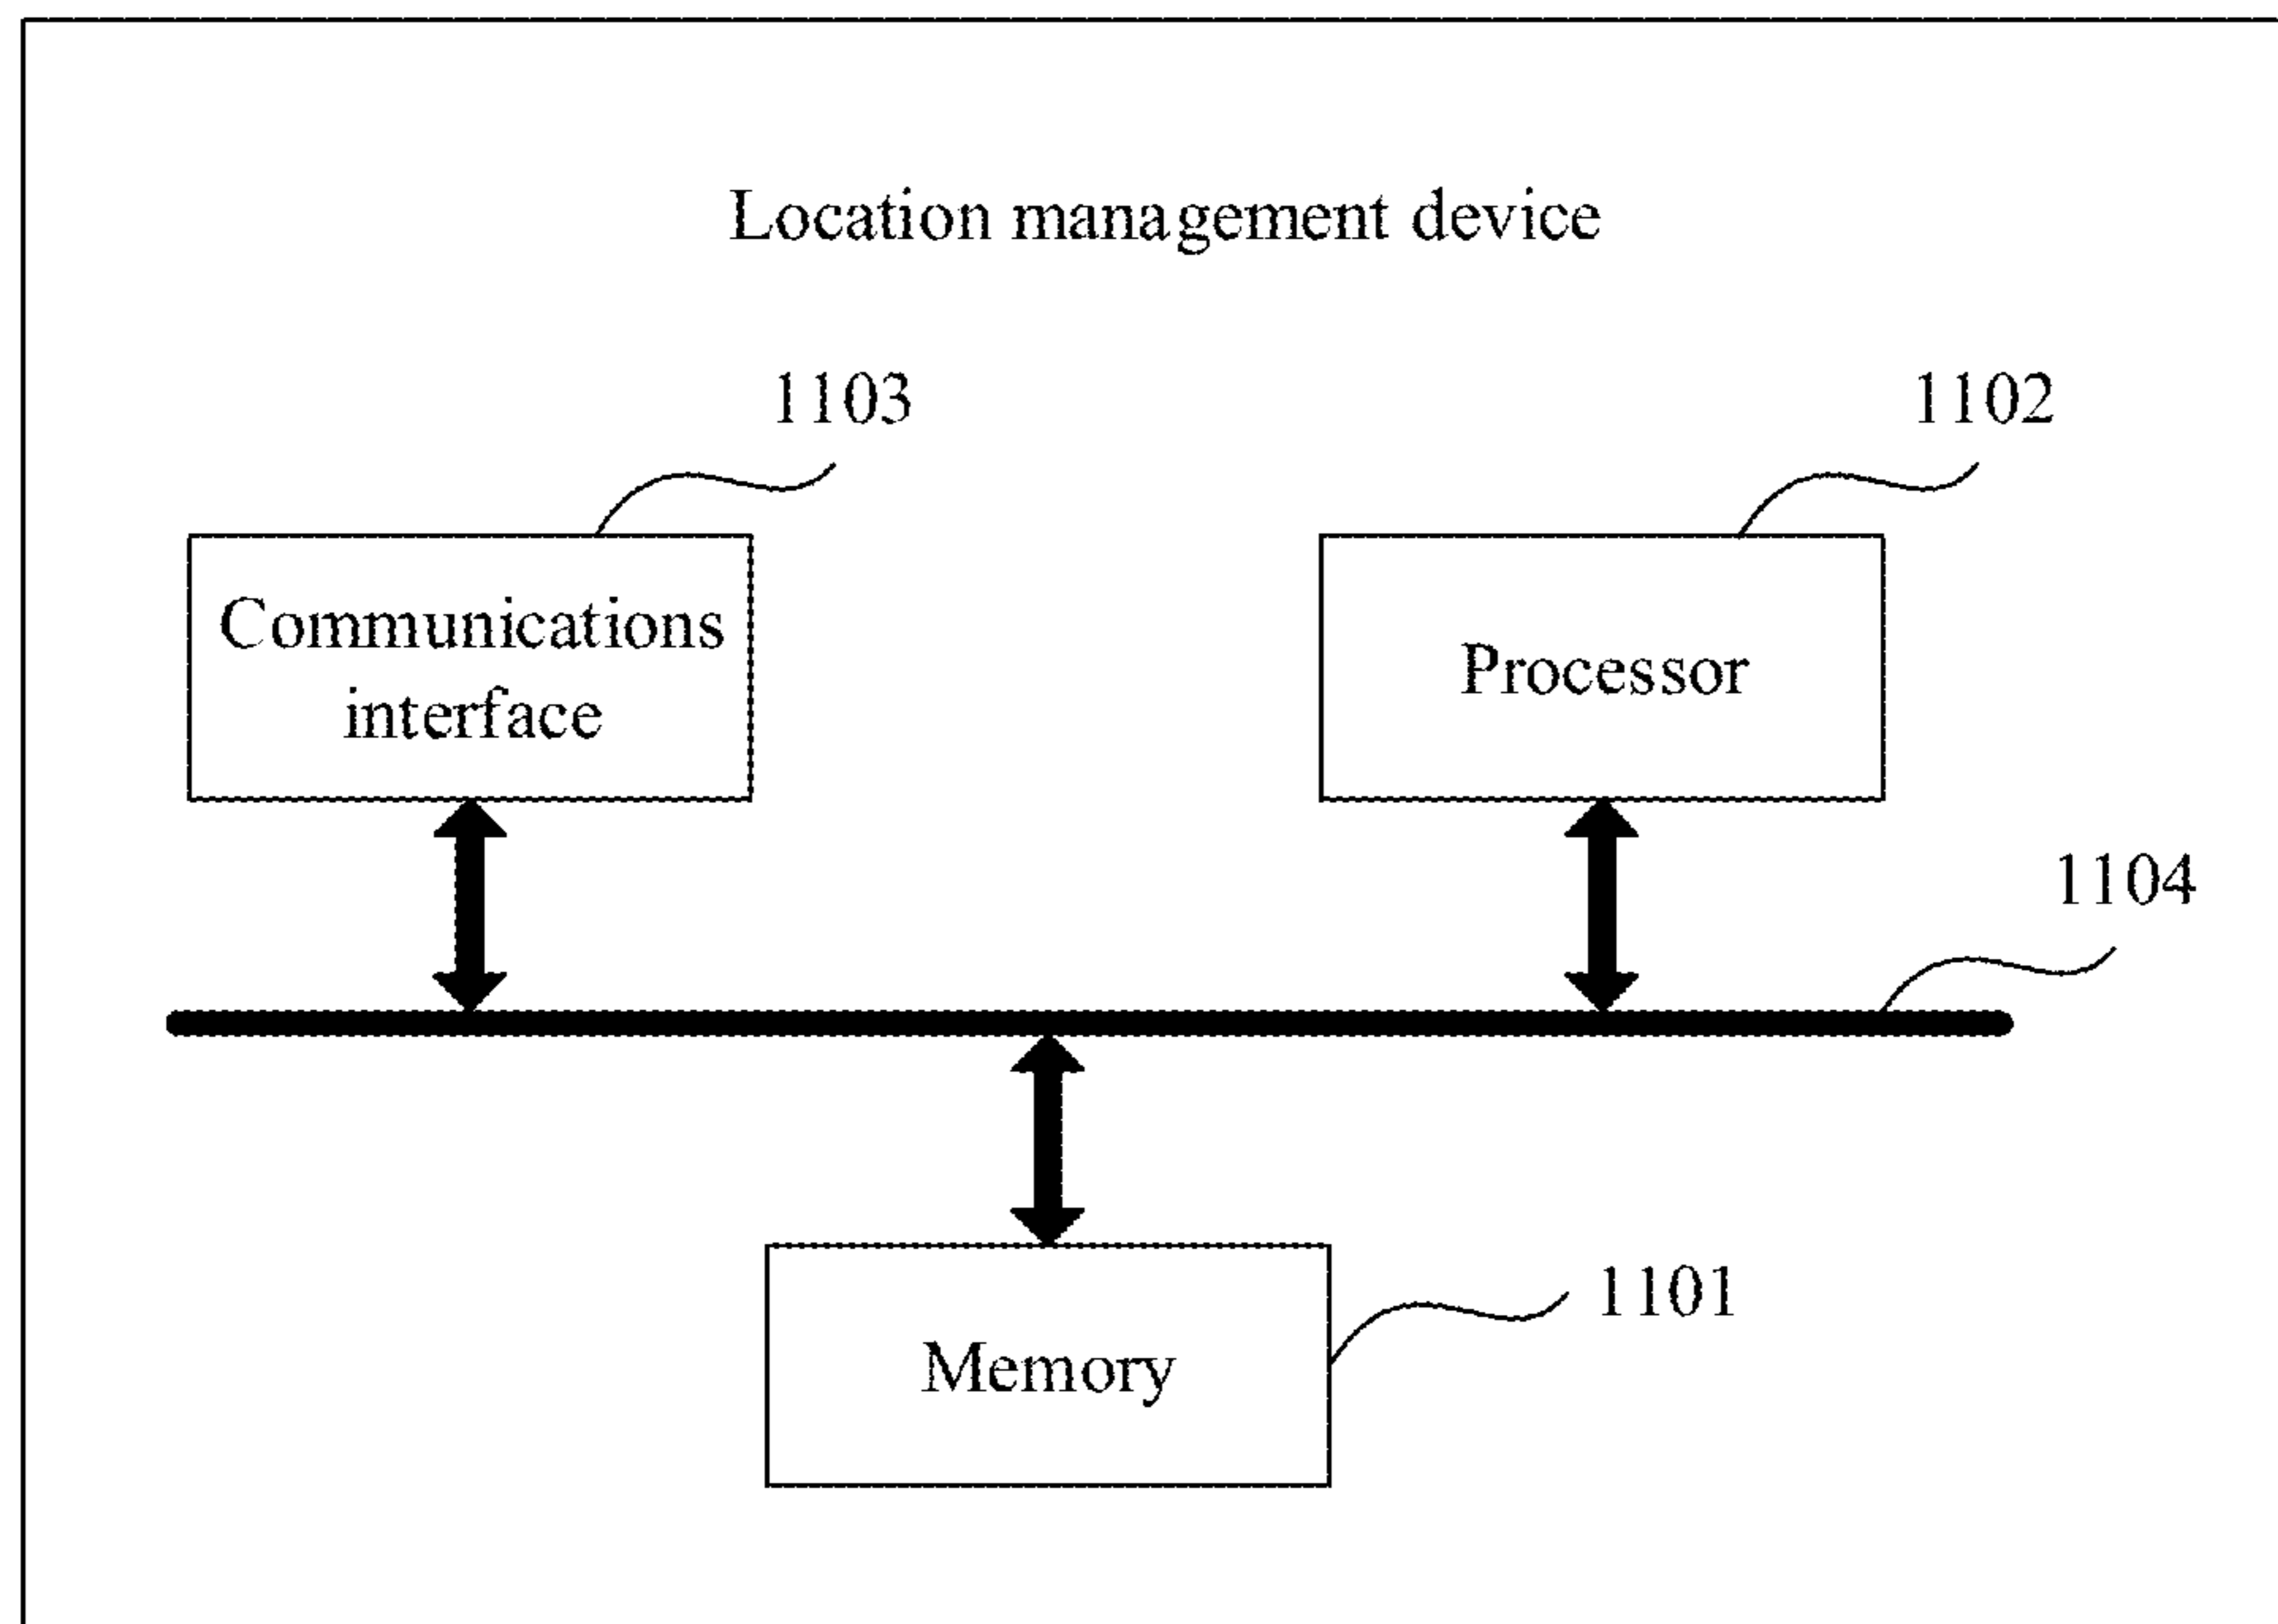 Location management device
1103
1102
Communications
interface
Processor
1104
1101
Memory